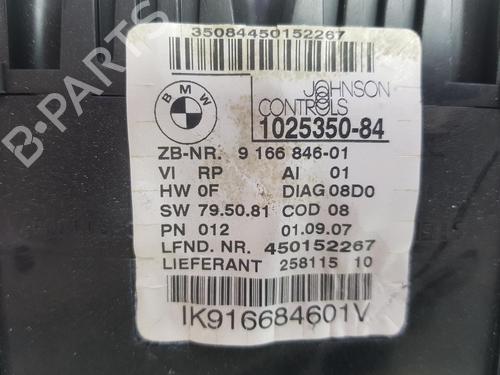 35084450152267
BMW
JOHNSON
CONTROLS
1025350-84
ZB-NR. 9 166 846-01
VI RP AI 01
HW 0F DIAG 08D0
SW 79.50.81 COD 08
PN 012 01.09.07
LFND. NR. 450152267
LIEFERANT 258115 10
IK916684601V
B-PARTS